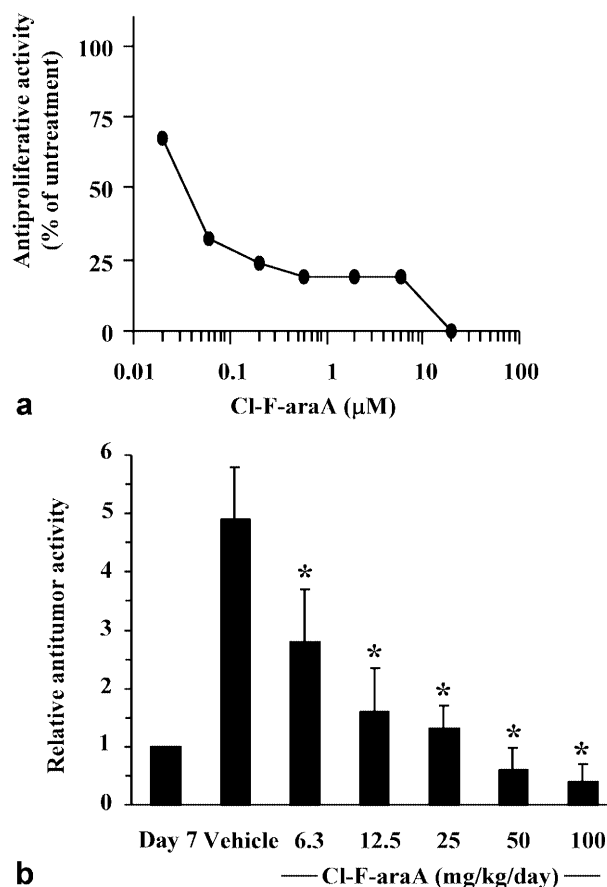 Antiproliferative activity
(% of untreatment)
100
75
50
25
0
0.01 0.1 1 10 100
Cl-F-araA (μM)
a
Relative antitumor activity
6
5
4
3
2
1
0
* * * * *
Day 7 Vehicle 6.3 12.5 25 50 100
Cl-F-araA (mg/kg/day)
b